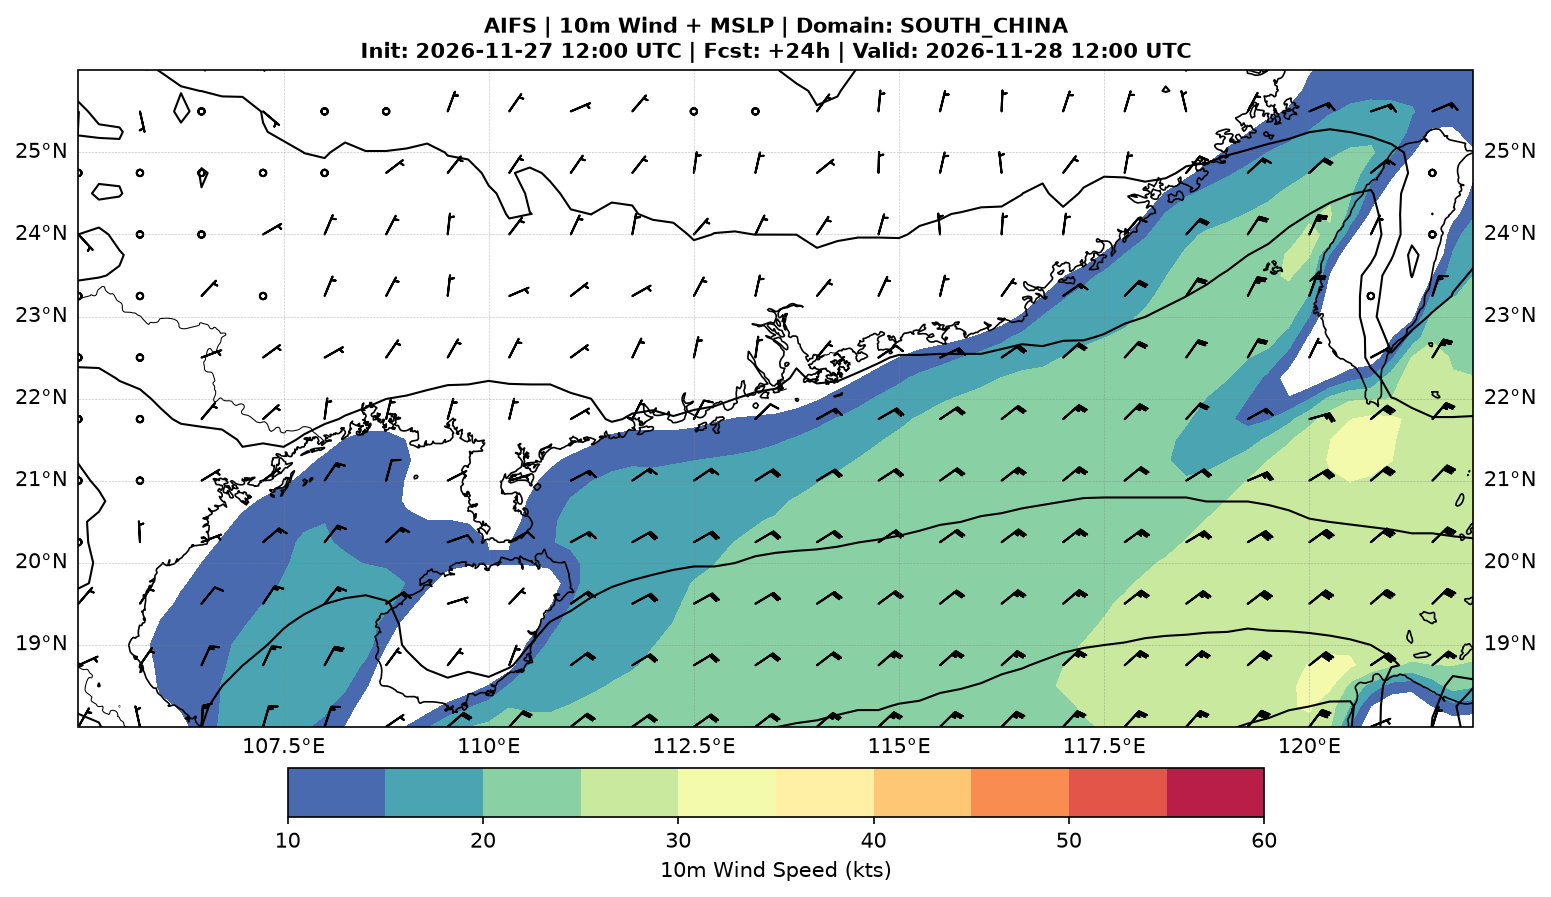 AIFS | 10m Wind + MSLP | Domain: SOUTH_CHINA
Init: 2026-11-27 12:00 UTC | Fcst: +24h | Valid: 2026-11-28 12:00 UTC
25°N 25°N
24°N 24°N
23°N 23°N
22°N 22°N
21°N 21°N
20°N 20°N
19°N 19°N
107.5°E 110°E 112.5°E 115°E 117.5°E 120°E
10 20 30 40 50 60
10m Wind Speed (kts)